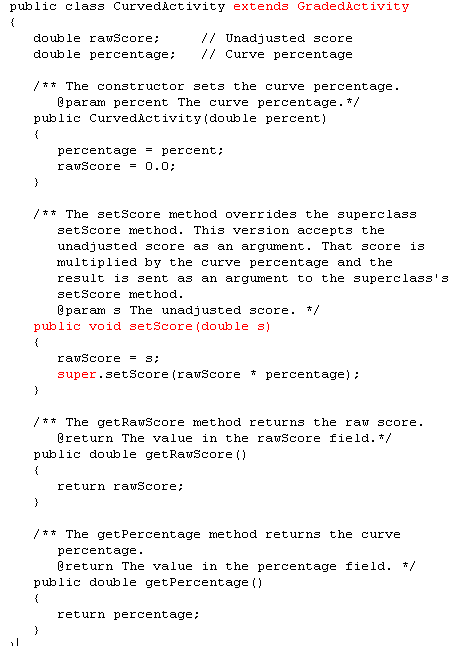 public class CurvedActivity extends GradedActivity
{
double rawScore; // Unadjusted score
double percentage; // Curve percentage
/** The constructor sets the curve percentage.
@param percent The curve percentage.*/
public CurvedActivity(double percent)
{
percentage = percent;
rawScore = 0.0;
}
/** The setScore method overrides the superclass
setScore method. This version accepts the
unadjusted score as an argument. That score is
multiplied by the curve percentage and the
result is sent as an argument to the superclass's
setScore method.
@param s The unadjusted score. */
public void setScore(double s)
{
rawScore = s;
super.setScore(rawScore * percentage);
}
/** The getRawScore method returns the raw score.
@return The value in the rawScore field.*/
public double getRawScore()
{
return rawScore;
}
/** The getPercentage method returns the curve
percentage.
@return The value in the percentage field. */
public double getPercentage()
{
return percentage;
}
}